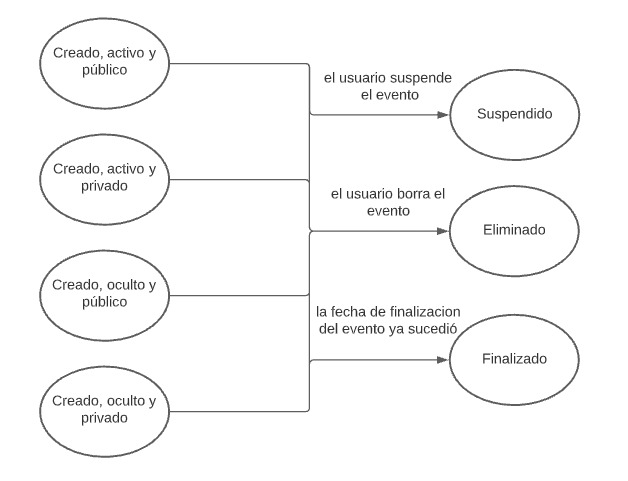 Creado, activo y
público
el usuario suspende
el evento
Suspendido
Creado, activo y
privado
el usuario borra el
evento
Eliminado
Creado, oculto y
público
la fecha de finalizacion
del evento ya sucedió
Finalizado
Creado, oculto y
privado